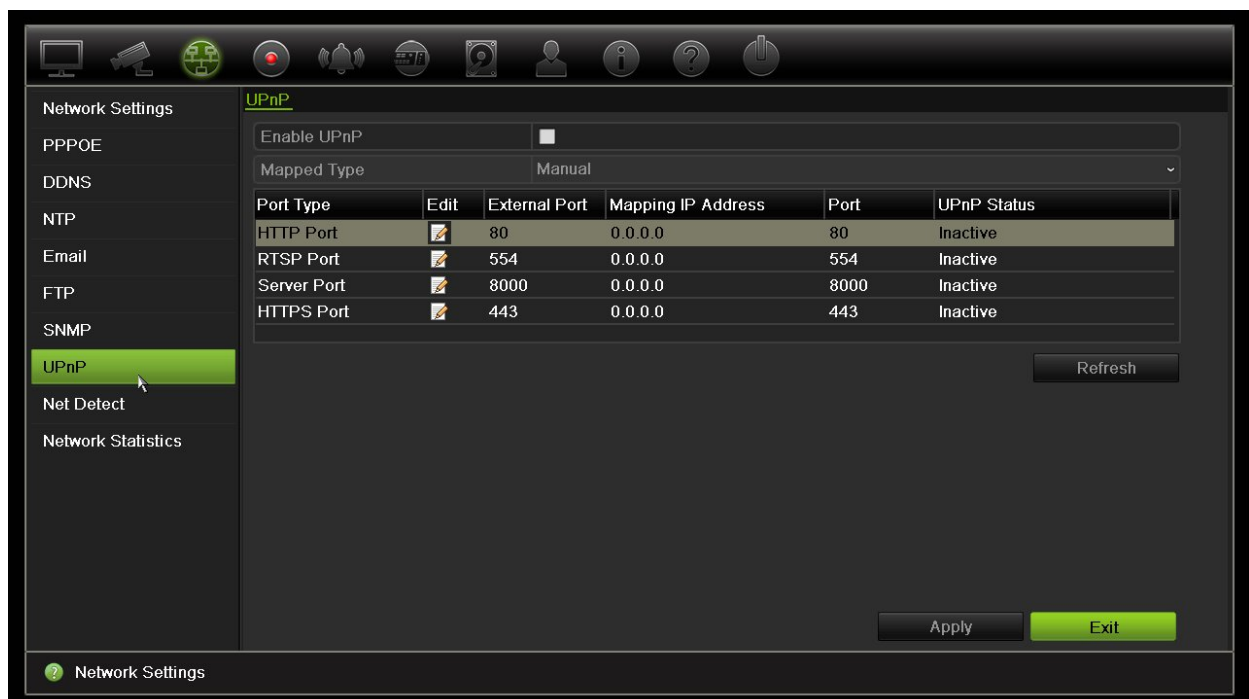 UPnP
Network Settings
PPPOE
DDNS
NTP
Email
FTP
SNMP
UPnP
Net Detect
Network Statistics
Enable UPnP
Mapped Type Manual
Port Type Edit External Port Mapping IP Address Port UPnP Status
HTTP Port 80 0.0.0.0 80 Inactive
RTSP Port 554 0.0.0.0 554 Inactive
Server Port 8000 0.0.0.0 8000 Inactive
HTTPS Port 443 0.0.0.0 443 Inactive
Refresh
Apply Exit
Network Settings